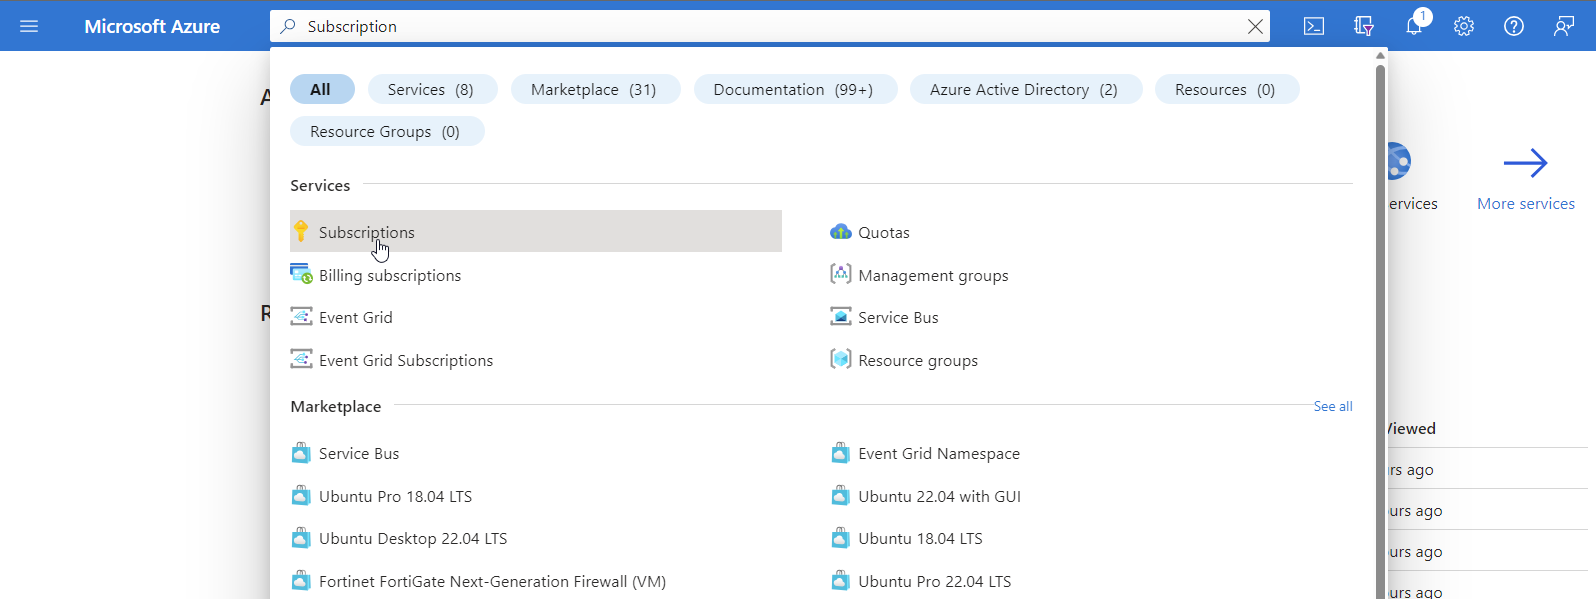 Microsoft Azure
Subscription
1
All
Services (8)
Marketplace (31)
Documentation (99+)
Azure Active Directory (2)
Resources (0)
Resource Groups (0)
Services
Subscriptions
Quotas
Billing subscriptions
Management groups
Event Grid
Service Bus
Event Grid Subscriptions
Resource groups
Marketplace
See all
Service Bus
Event Grid Namespace
Ubuntu Pro 18.04 LTS
Ubuntu 22.04 with GUI
Ubuntu Desktop 22.04 LTS
Ubuntu 18.04 LTS
Fortinet FortiGate Next-Generation Firewall (VM)
Ubuntu Pro 22.04 LTS
ervices
More services
Viewed
rs ago
urs ago
urs ago
urs ago